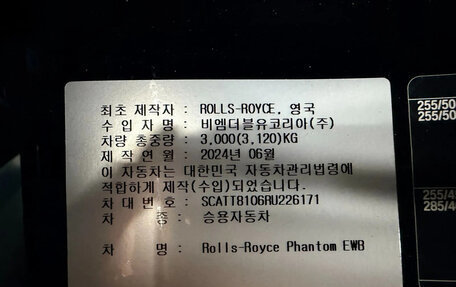 최초 제작자 : ROLLS-ROYCE, 영국
수 입 자 명 : 비엠더블유코리아(주)
차량 총중량 : 3,000(3,120)KG
제 작 연 월 : 2024년 06월
이 자동차는 대한민국 자동차관리법령에
적합하게 제작(수입)되었습니다.
차 대 번 호 : SCATT8106RU226171
차 종 : 승용자동차
차 명 : Rolls-Royce Phantom EWB
255/50
255/50
255/4
285/4